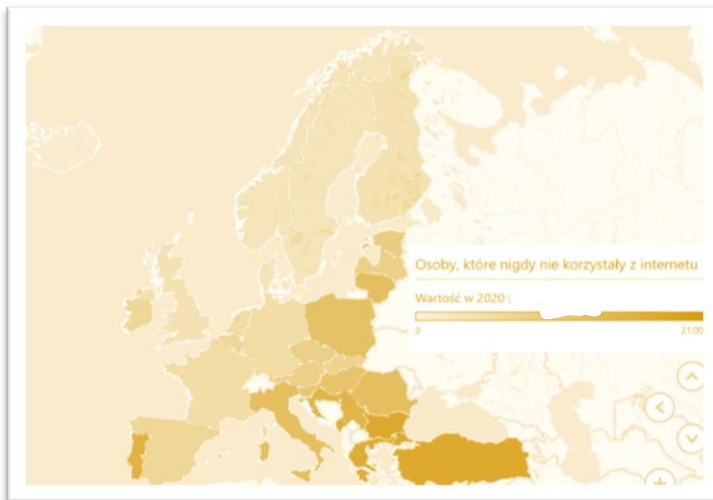 Osoby, które nigdy nie korzystały z internetu
Wartość w 2020
0
21,00